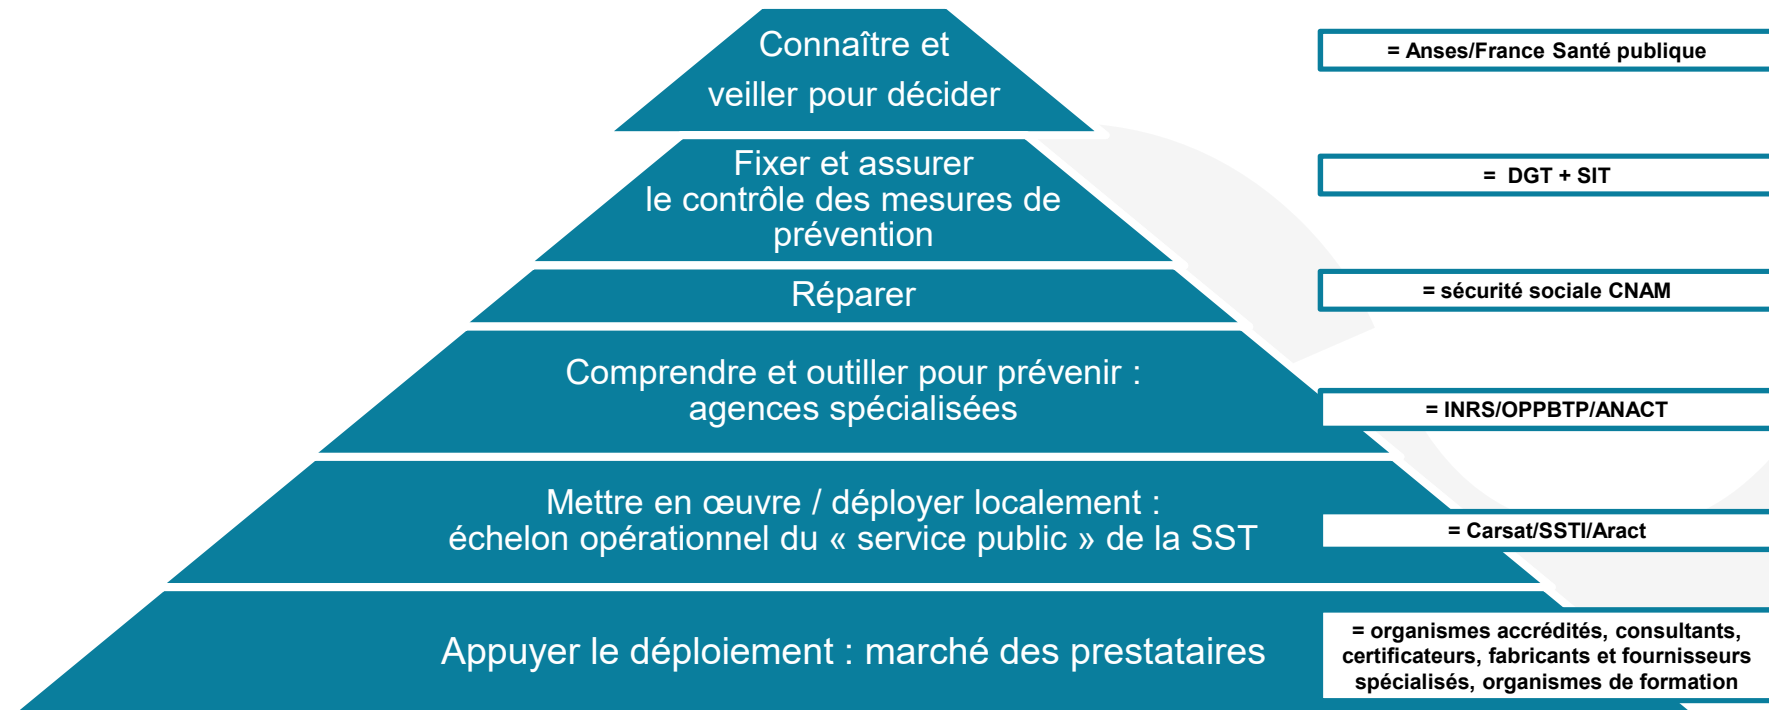 Connaître et
veiller pour décider
= Anses/France Santé publique
Fixer et assurer
le contrôle des mesures de
prévention
= DGT + SIT
Réparer
= sécurité sociale CNAM
Comprendre et outiller pour prévenir :
agences spécialisées
= INRS/OPPBTP/ANACT
Mettre en œuvre / déployer localement :
échelon opérationnel du « service public » de la SST
= Carsat/SSTI/Aract
Appuyer le déploiement : marché des prestataires
= organismes accrédités, consultants,
certificateurs, fabricants et fournisseurs
spécialisés, organismes de formation